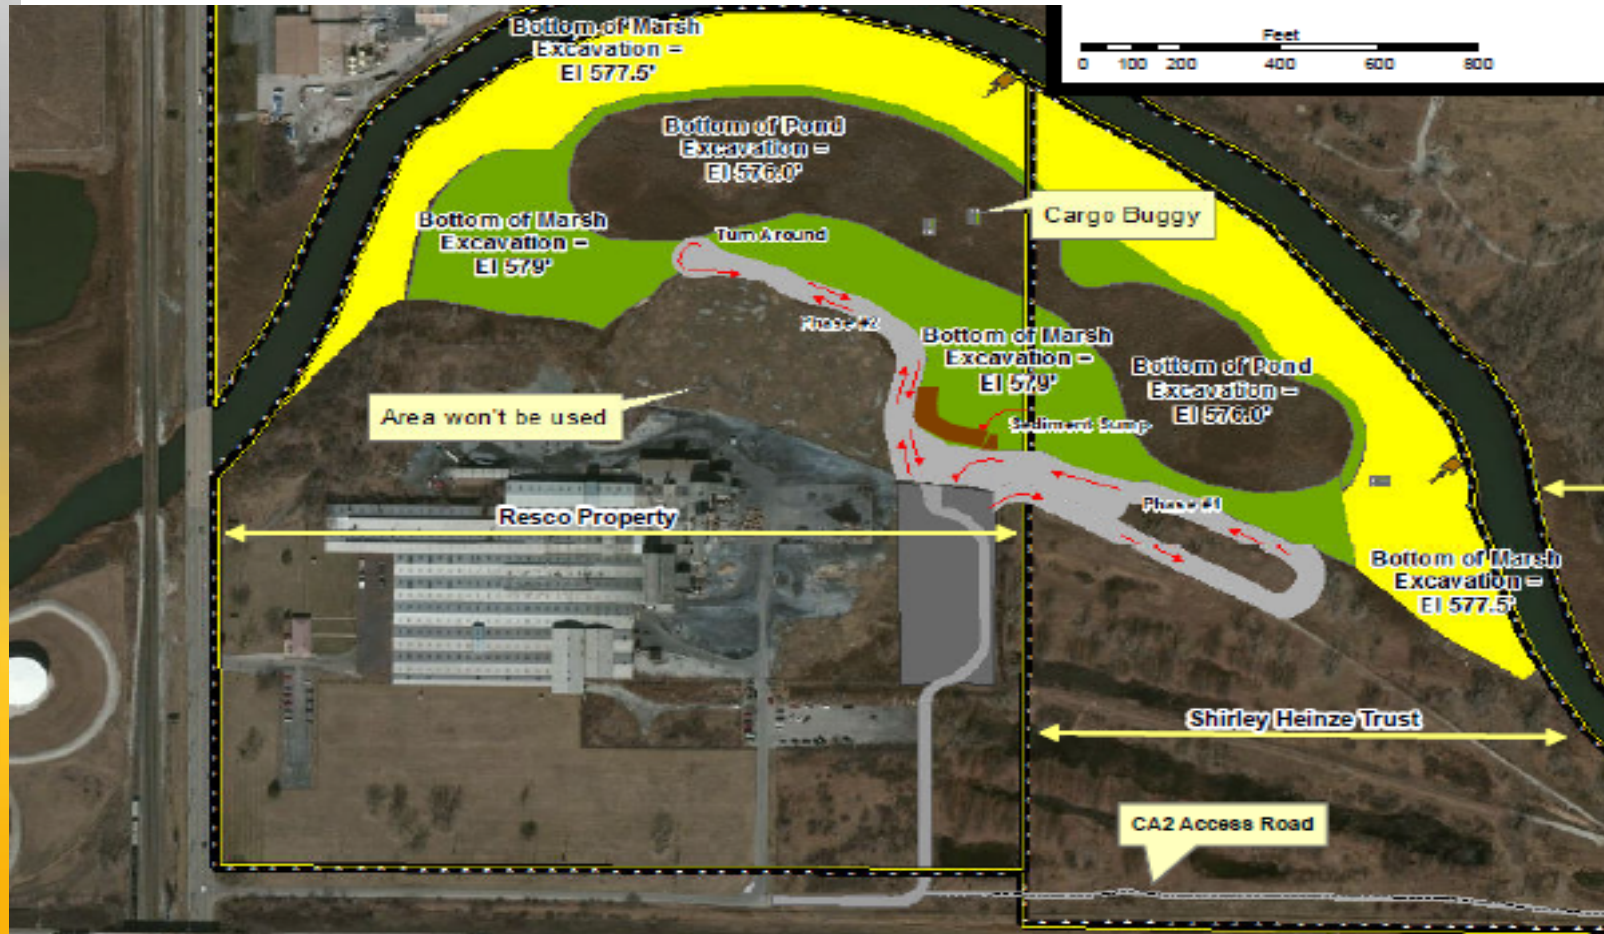 Bottom of Marsh
Excavation =
El 577.5'
Feet
0 100 200 400 600 800
Bottom of Pond
Excavation =
El 576.0'
Cargo Buggy
Bottom of Marsh
Excavation =
El 579'
Turn Around
Phase #2
Bottom of Marsh
Excavation =
El 579'
Bottom of Pond
Excavation =
El 576.0'
Area won't be used
Sediment Sump
Phase #1
Resco Property
Bottom of Marsh
Excavation =
El 577.5'
Shirley Heinze Trust
CA2 Access Road